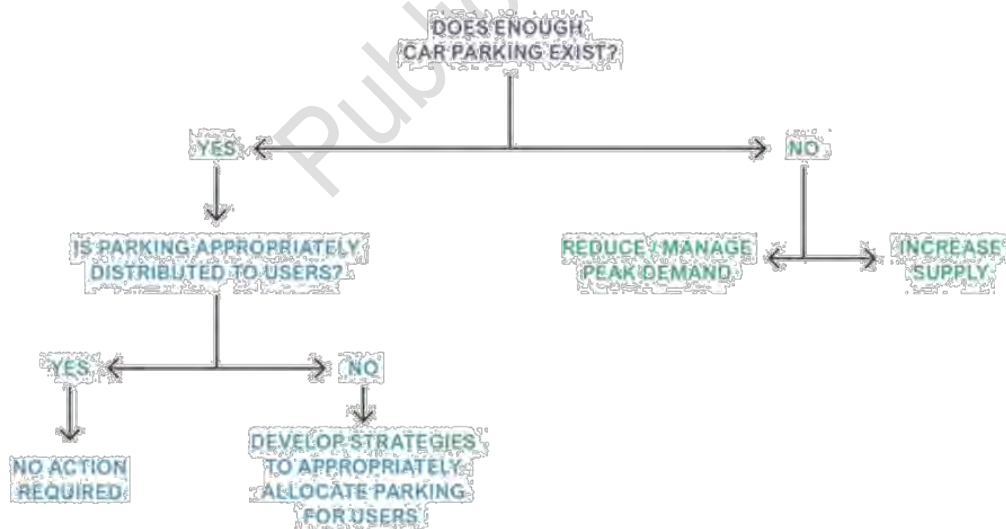 DOES ENOUGH
CAR PARKING EXIST?
YES
NO
IS PARKING APPROPRIATELY
DISTRIBUTED TO USERS?
REDUCE / MANAGE
PEAK DEMAND
INCREASE
SUPPLY
YES
NO
NO ACTION
REQUIRED
DEVELOP STRATEGIES
TO APPROPRIATELY
ALLOCATE PARKING
FOR USERS